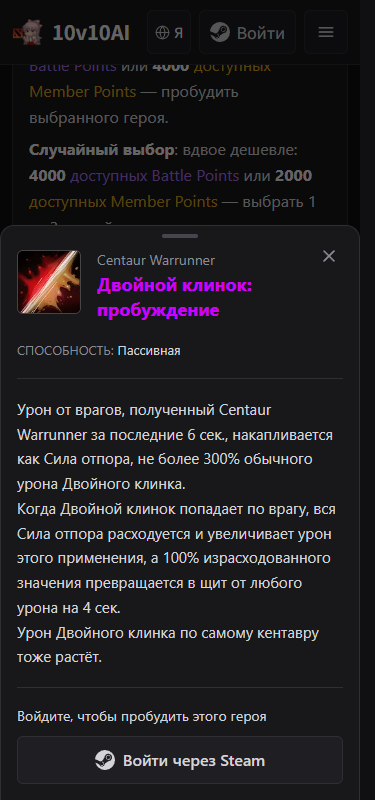 10v10AI
Я
Войти
Battle Points или 4000 доступных
Member Points — пробудить
выбранного героя.
Случайный выбор: вдвое дешевле:
4000 доступных Battle Points или 2000
доступных Member Points — выбрать 1
Centaur Warrunner
Двойной клинок:
пробуждение
СПОСОБНОСТЬ: Пассивная
Урон от врагов, полученный Centaur
Warrunner за последние 6 сек., накапливается
как Сила отпора, не более 300% обычного
урона Двойного клинка.
Когда Двойной клинок попадает по врагу, вся
Сила отпора расходуется и увеличивает урон
этого применения, а 100% израсходованного
значения превращается в щит от любого
урона на 4 сек.
Урон Двойного клинка по самому кентавру
тоже растёт.
Войдите, чтобы пробудить этого героя
Войти через Steam